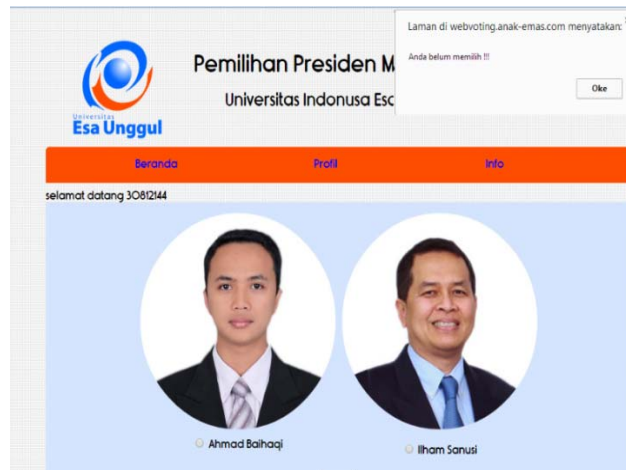 Laman di webvoting.anak-emas.com menyatakan:
Anda belum memilih !!!
Oke
Pemilihan Presiden M
Universitas Indonusa Esc
Universitas
Esa Unggul
Beranda Profil Info
selamat datang 30812144
Ahmad Baihaqi Ilham Sanusi